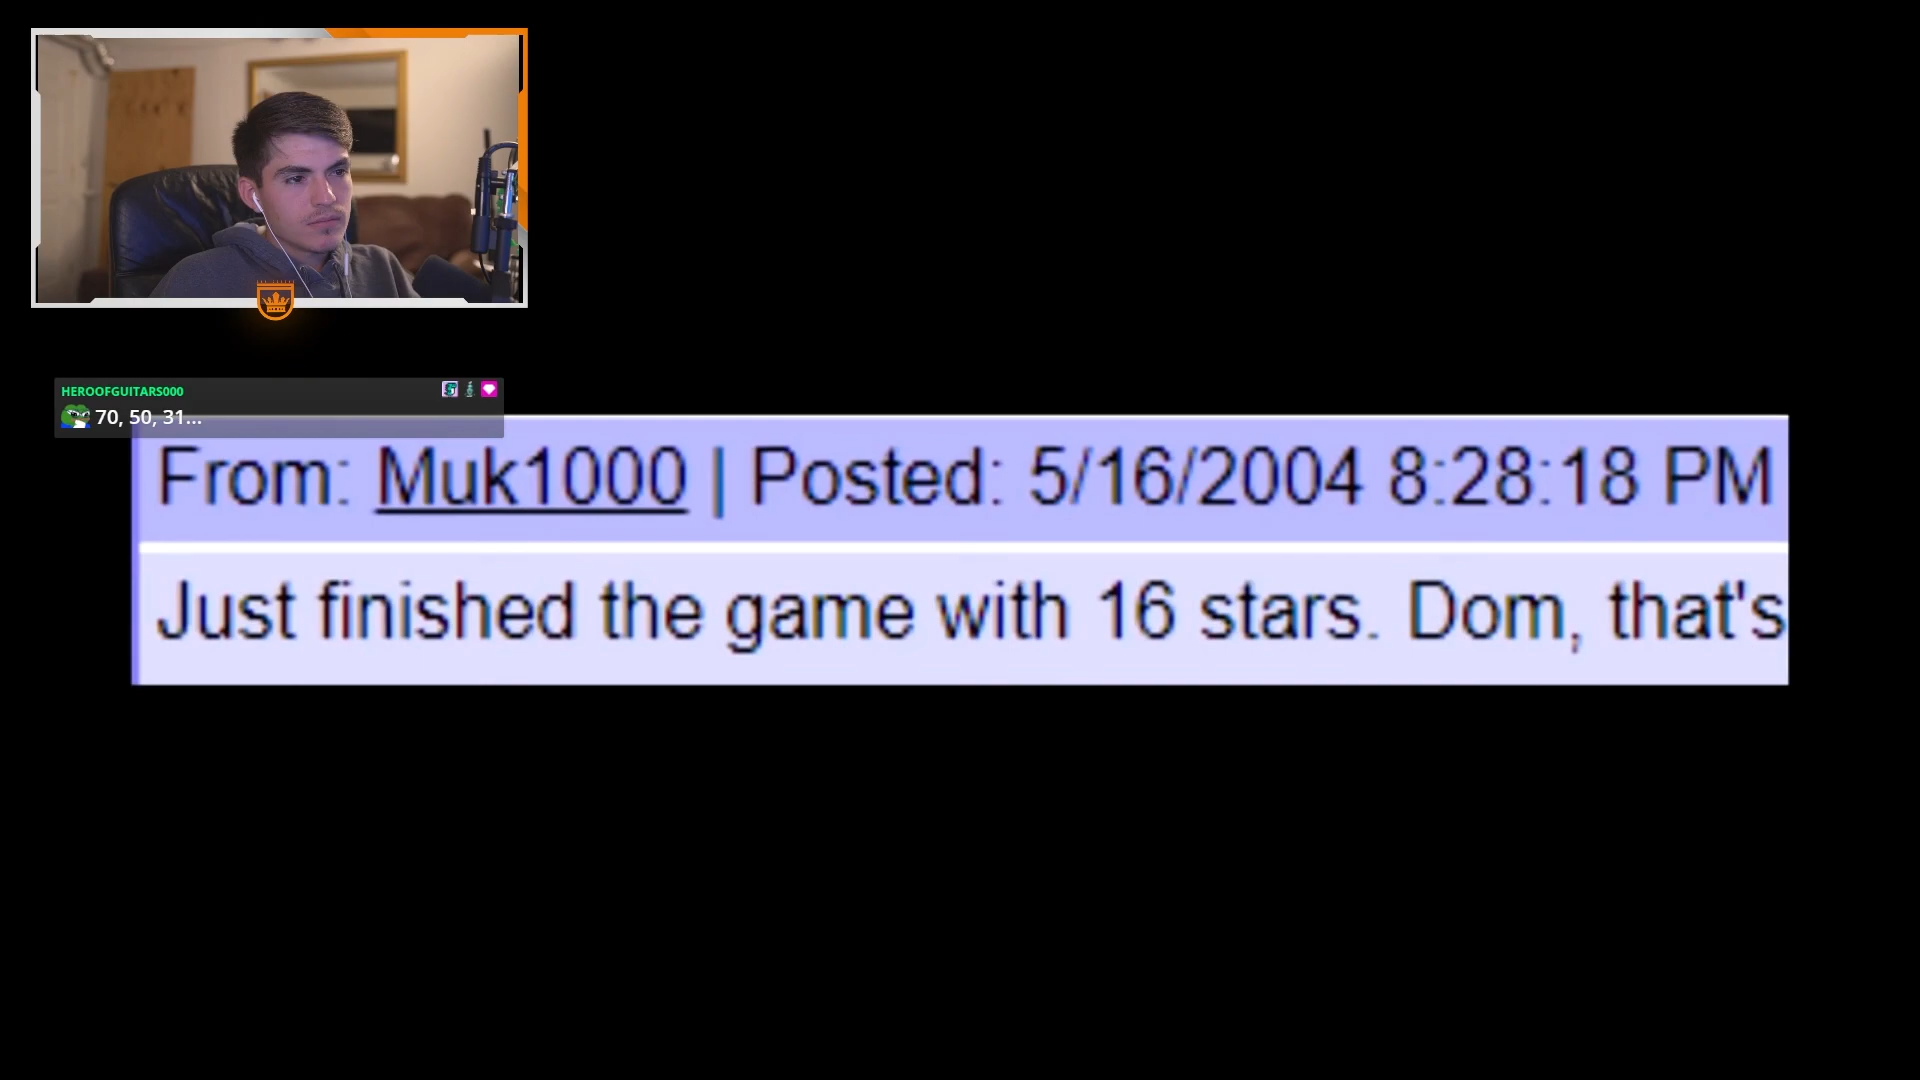 HEROOFGUITARS000
70, 50, 31...
From: Muk1000 | Posted: 5/16/2004 8:28:18 PM
Just finished the game with 16 stars. Dom, that's